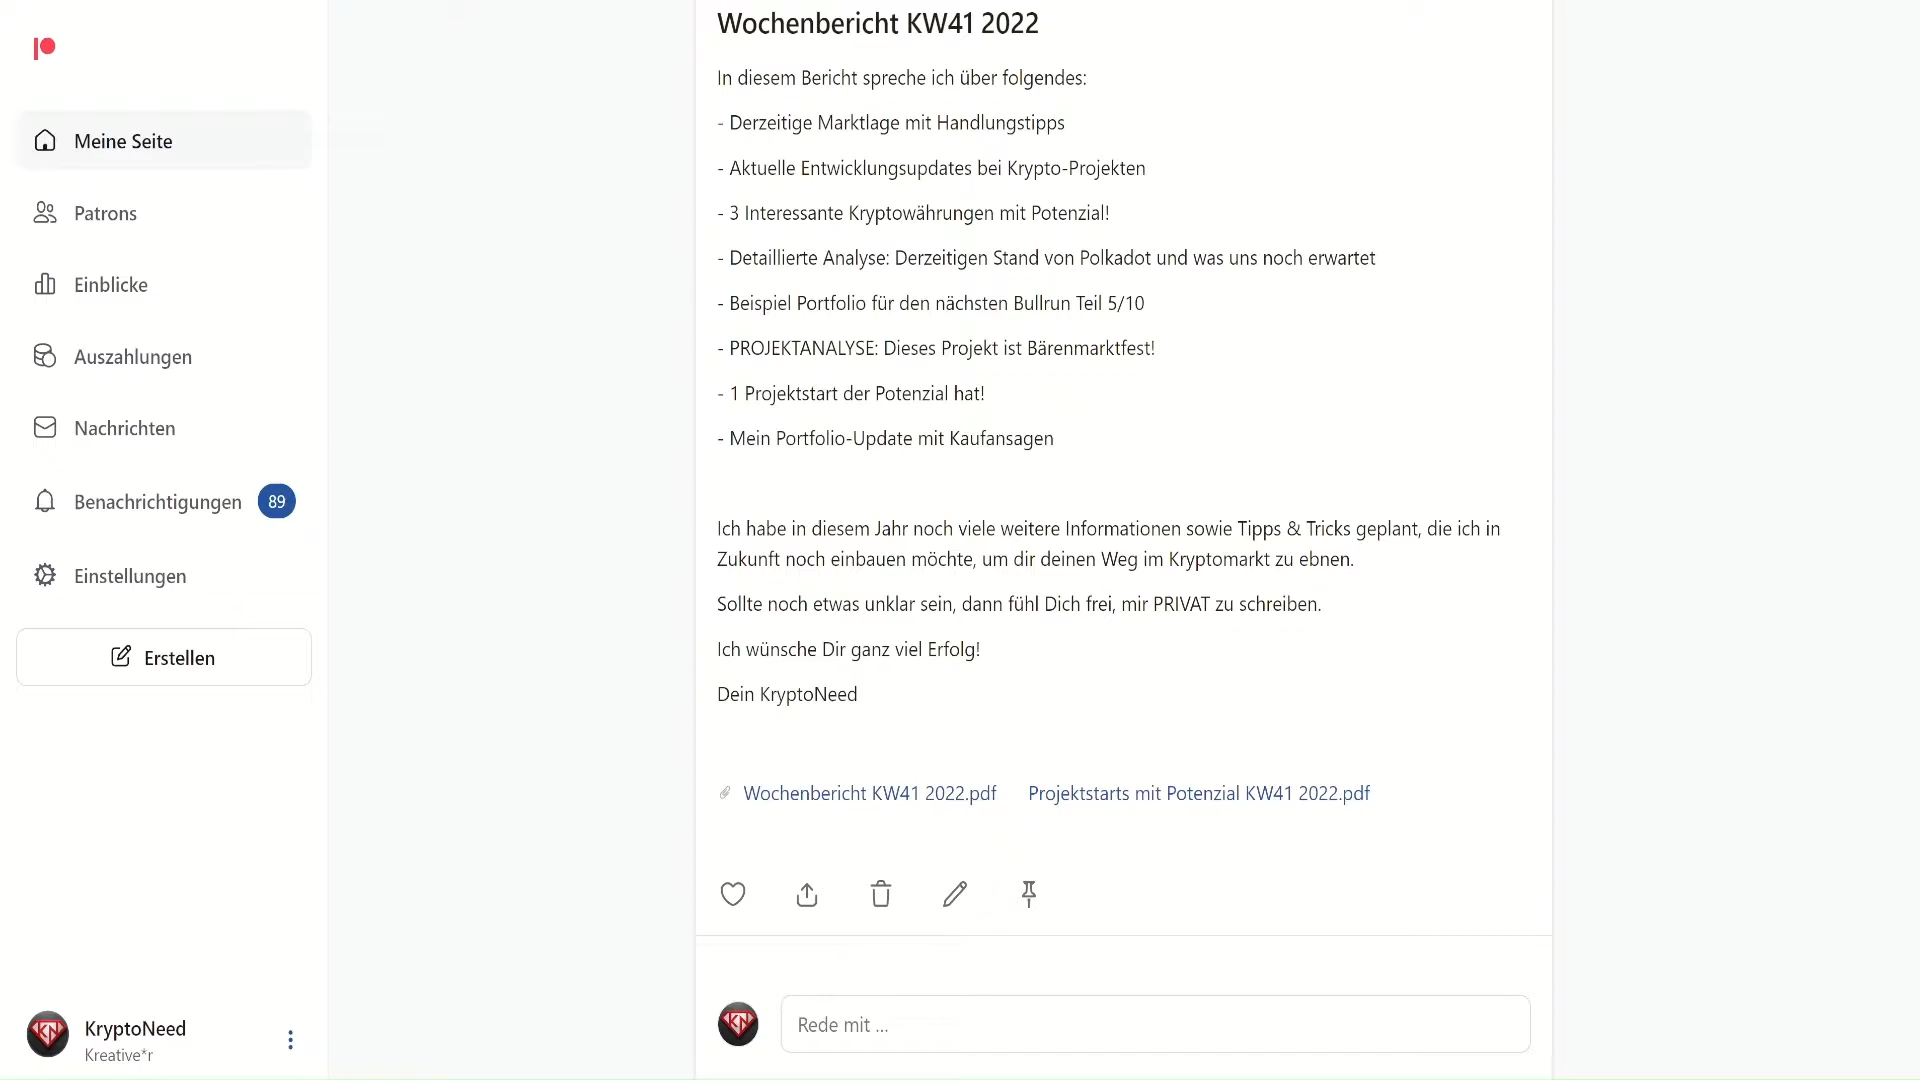 Meine Seite
Patrons
Einblicke
Auszahlungen
Nachrichten
Benachrichtigungen 89
Einstellungen
Erstellen
KryptoNeed
Kreative*r
Wochenbericht KW41 2022
In diesem Bericht spreche ich über folgendes:
- Derzeitige Marktlage mit Handlungstipps
- Aktuelle Entwicklungsupdates bei Krypto-Projekten
- 3 Interessante Kryptowährungen mit Potenzial!
- Detaillierte Analyse: Derzeitigen Stand von Polkadot und was uns noch erwartet
- Beispiel Portfolio für den nächsten Bullrun Teil 5/10
- PROJEKTANALYSE: Dieses Projekt ist Bärenmarktfest!
- 1 Projektstart der Potenzial hat!
- Mein Portfolio-Update mit Kaufansagen
Ich habe in diesem Jahr noch viele weitere Informationen sowie Tipps & Tricks geplant, die ich in
Zukunft noch einbauen möchte, um dir deinen Weg im Kryptomarkt zu ebnen.
Sollte noch etwas unklar sein, dann fühl Dich frei, mir PRIVAT zu schreiben.
Ich wünsche Dir ganz viel Erfolg!
Dein KryptoNeed
Wochenbericht KW41 2022.pdf Projektstarts mit Potenzial KW41 2022.pdf
KN
Rede mit ...
KN